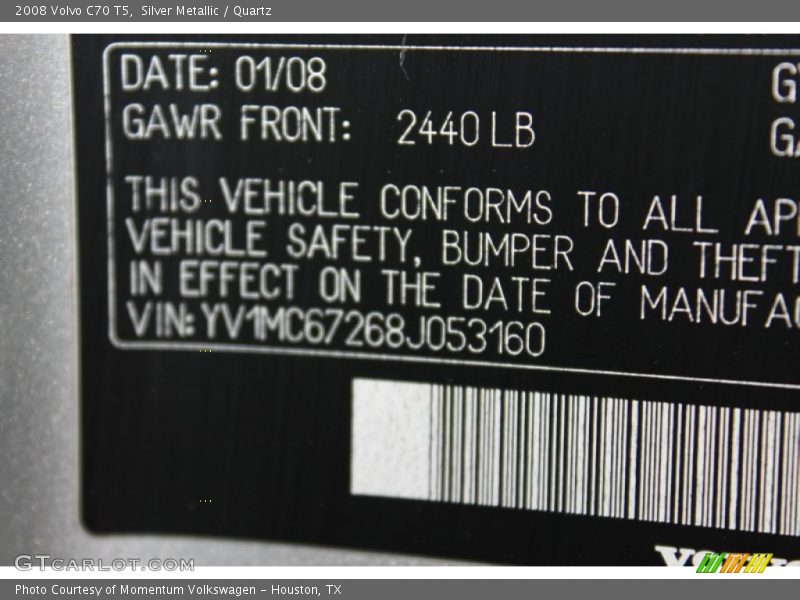 2008 Volvo C70 T5, Silver Metallic / Quartz
DATE: 01/08
GAWR FRONT: 2440 LB
THIS VEHICLE CONFORMS TO ALL
VEHICLE SAFETY, BUMPER AND THEFT
IN EFFECT ON THE DATE OF
VIN: YV1MC67268J053160
GTCARLOT.COM
Photo Courtesy of Momentum Volkswagen - Houston, TX